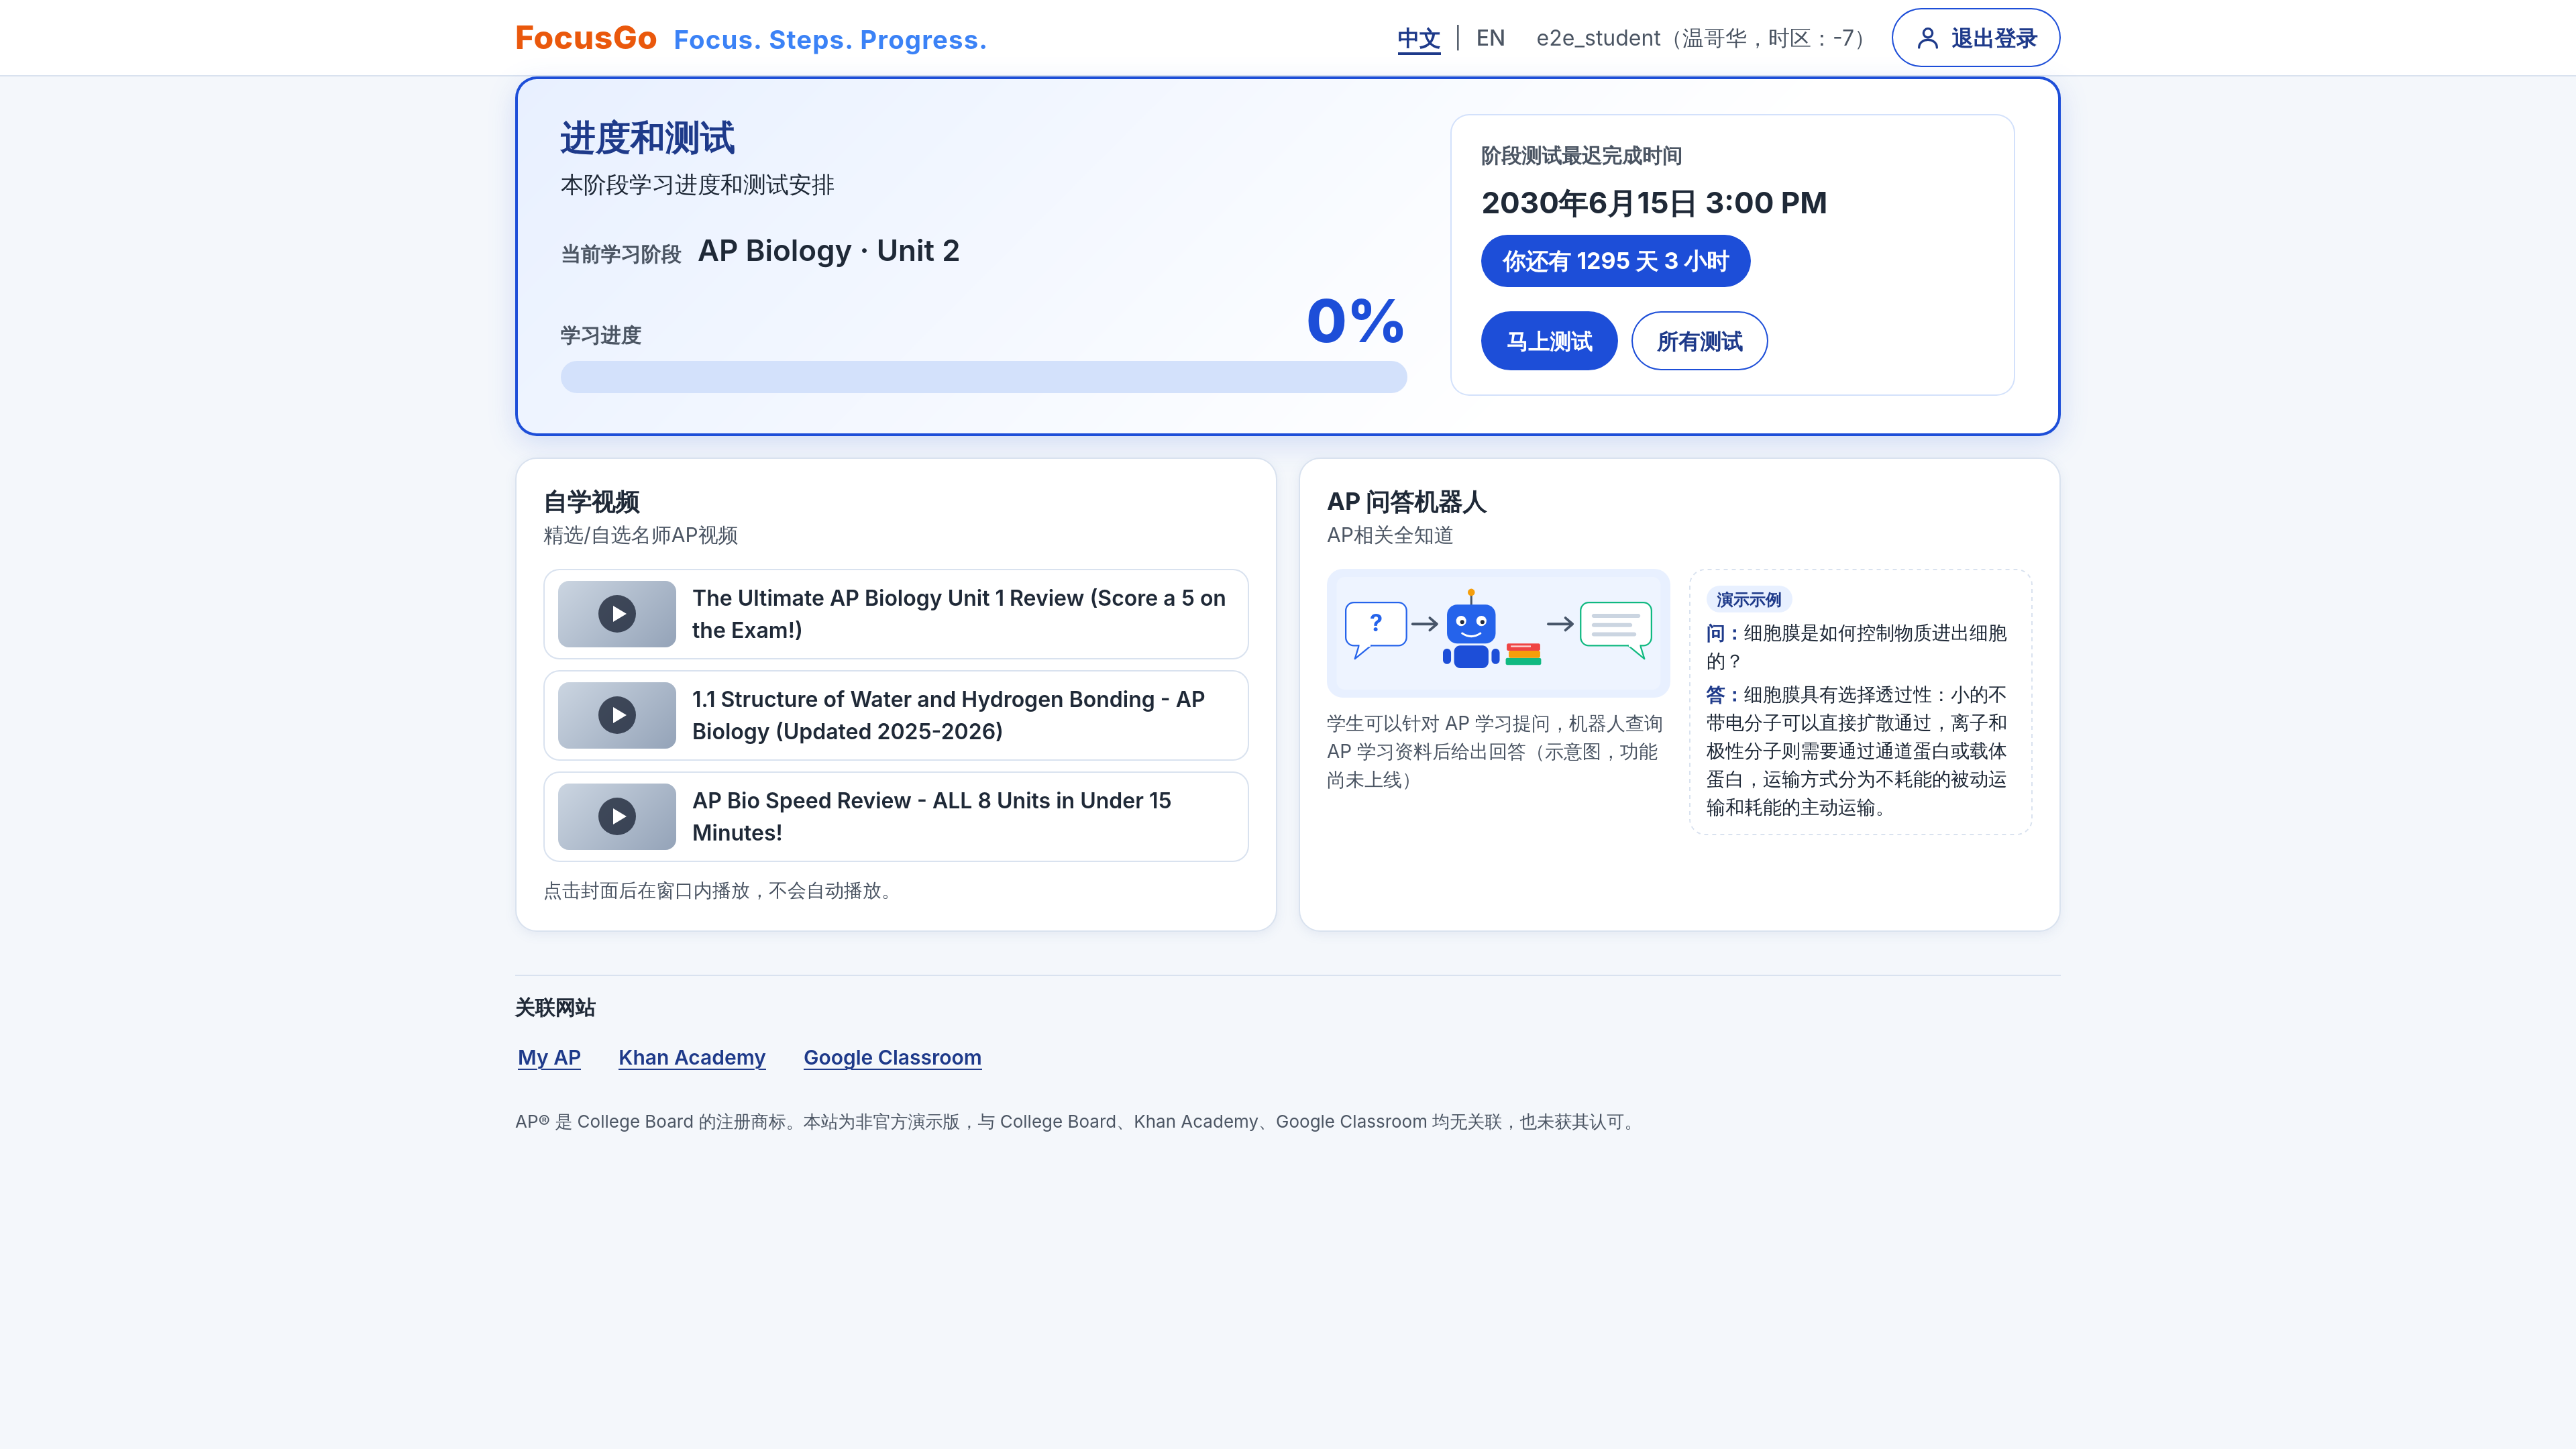 FocusGo Focus. Steps. Progress.
中文 | EN e2e_student（温哥华，时区：-7） 退出登录
进度和测试
本阶段学习进度和测试安排
当前学习阶段 AP Biology · Unit 2
学习进度 0%
阶段测试最迟完成时间
2030年6月15日 3:00 PM
你还有 1295 天 3 小时
马上测试 所有测试
自学视频
精选/自选名师AP视频
The Ultimate AP Biology Unit 1 Review (Score a 5 on
the Exam!)
1.1 Structure of Water and Hydrogen Bonding - AP
Biology (Updated 2025-2026)
AP Bio Speed Review - ALL 8 Units in Under 15
Minutes!
点击封面后在窗口内播放，不会自动播放。
AP 问答机器人
AP相关全知道
?
学生可以针对 AP 学习提问，机器人查询
AP 学习资料后给出回答（示意图，功能
尚未上线）
演示示例
问：细胞膜是如何控制物质进出细胞
的？
答：细胞膜具有选择透过性：小的不
带电分子可以直接扩散通过，离子和
极性分子则需要通过通道蛋白或载体
蛋白，运输方式分为不耗能的被动运
输和耗能的主动运输。
关联网站
My AP Khan Academy Google Classroom
AP® 是 College Board 的注册商标。本站为非官方演示版，与 College Board、Khan Academy、Google Classroom 均无关联，也未获其认可。